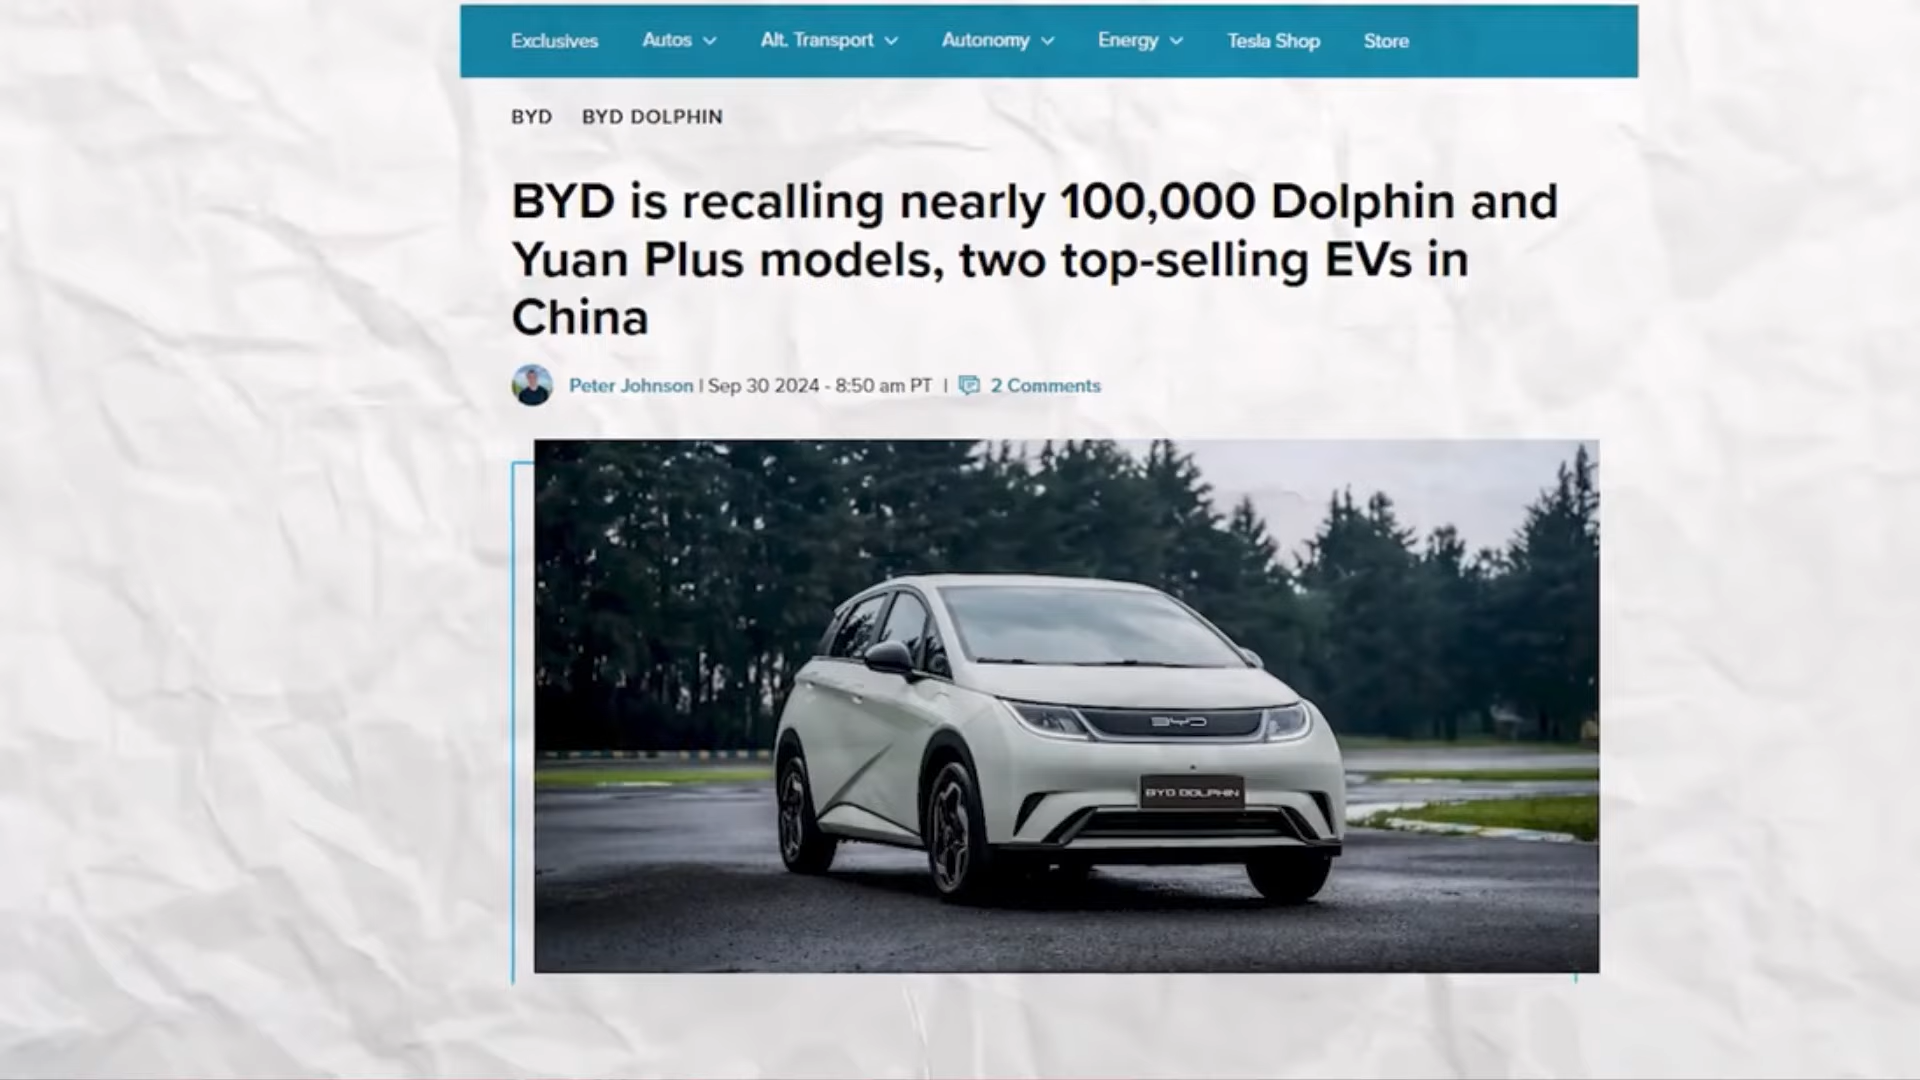 Exclusives Autos Alt. Transport Autonomy Energy Tesla Shop Store
BYD BYD DOLPHIN
BYD is recalling nearly 100,000 Dolphin and
Yuan Plus models, two top-selling EVs in
China
Peter Johnson | Sep 30 2024 - 8:50 am PT | 2 Comments
BYD
BYD DOLPHIN